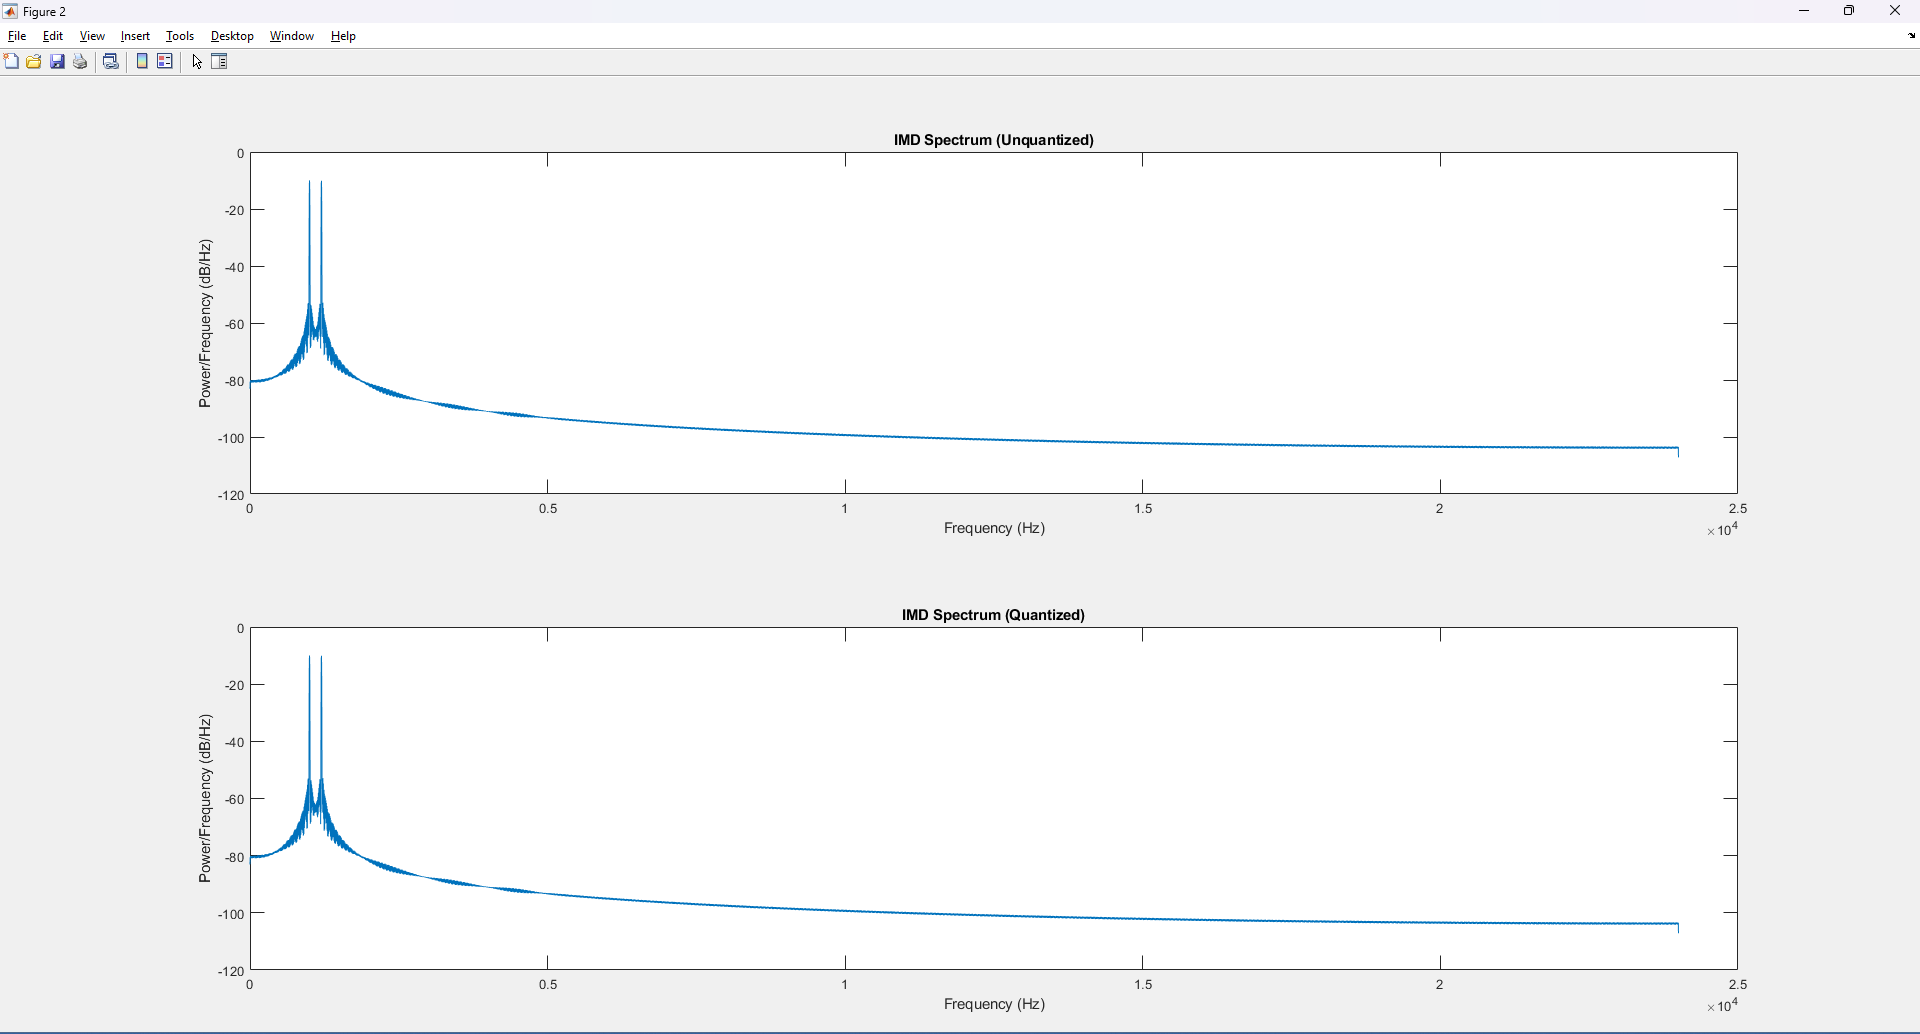 Figure 2
File Edit View Insert Tools Desktop Window Help
IMD Spectrum (Unquantized)
Power/Frequency (dB/Hz)
0
-20
-40
-60
-80
-100
-120
0 0.5 1 1.5 2 2.5
×10^4
Frequency (Hz)
IMD Spectrum (Quantized)
Power/Frequency (dB/Hz)
0
-20
-40
-60
-80
-100
-120
0 0.5 1 1.5 2 2.5
×10^4
Frequency (Hz)